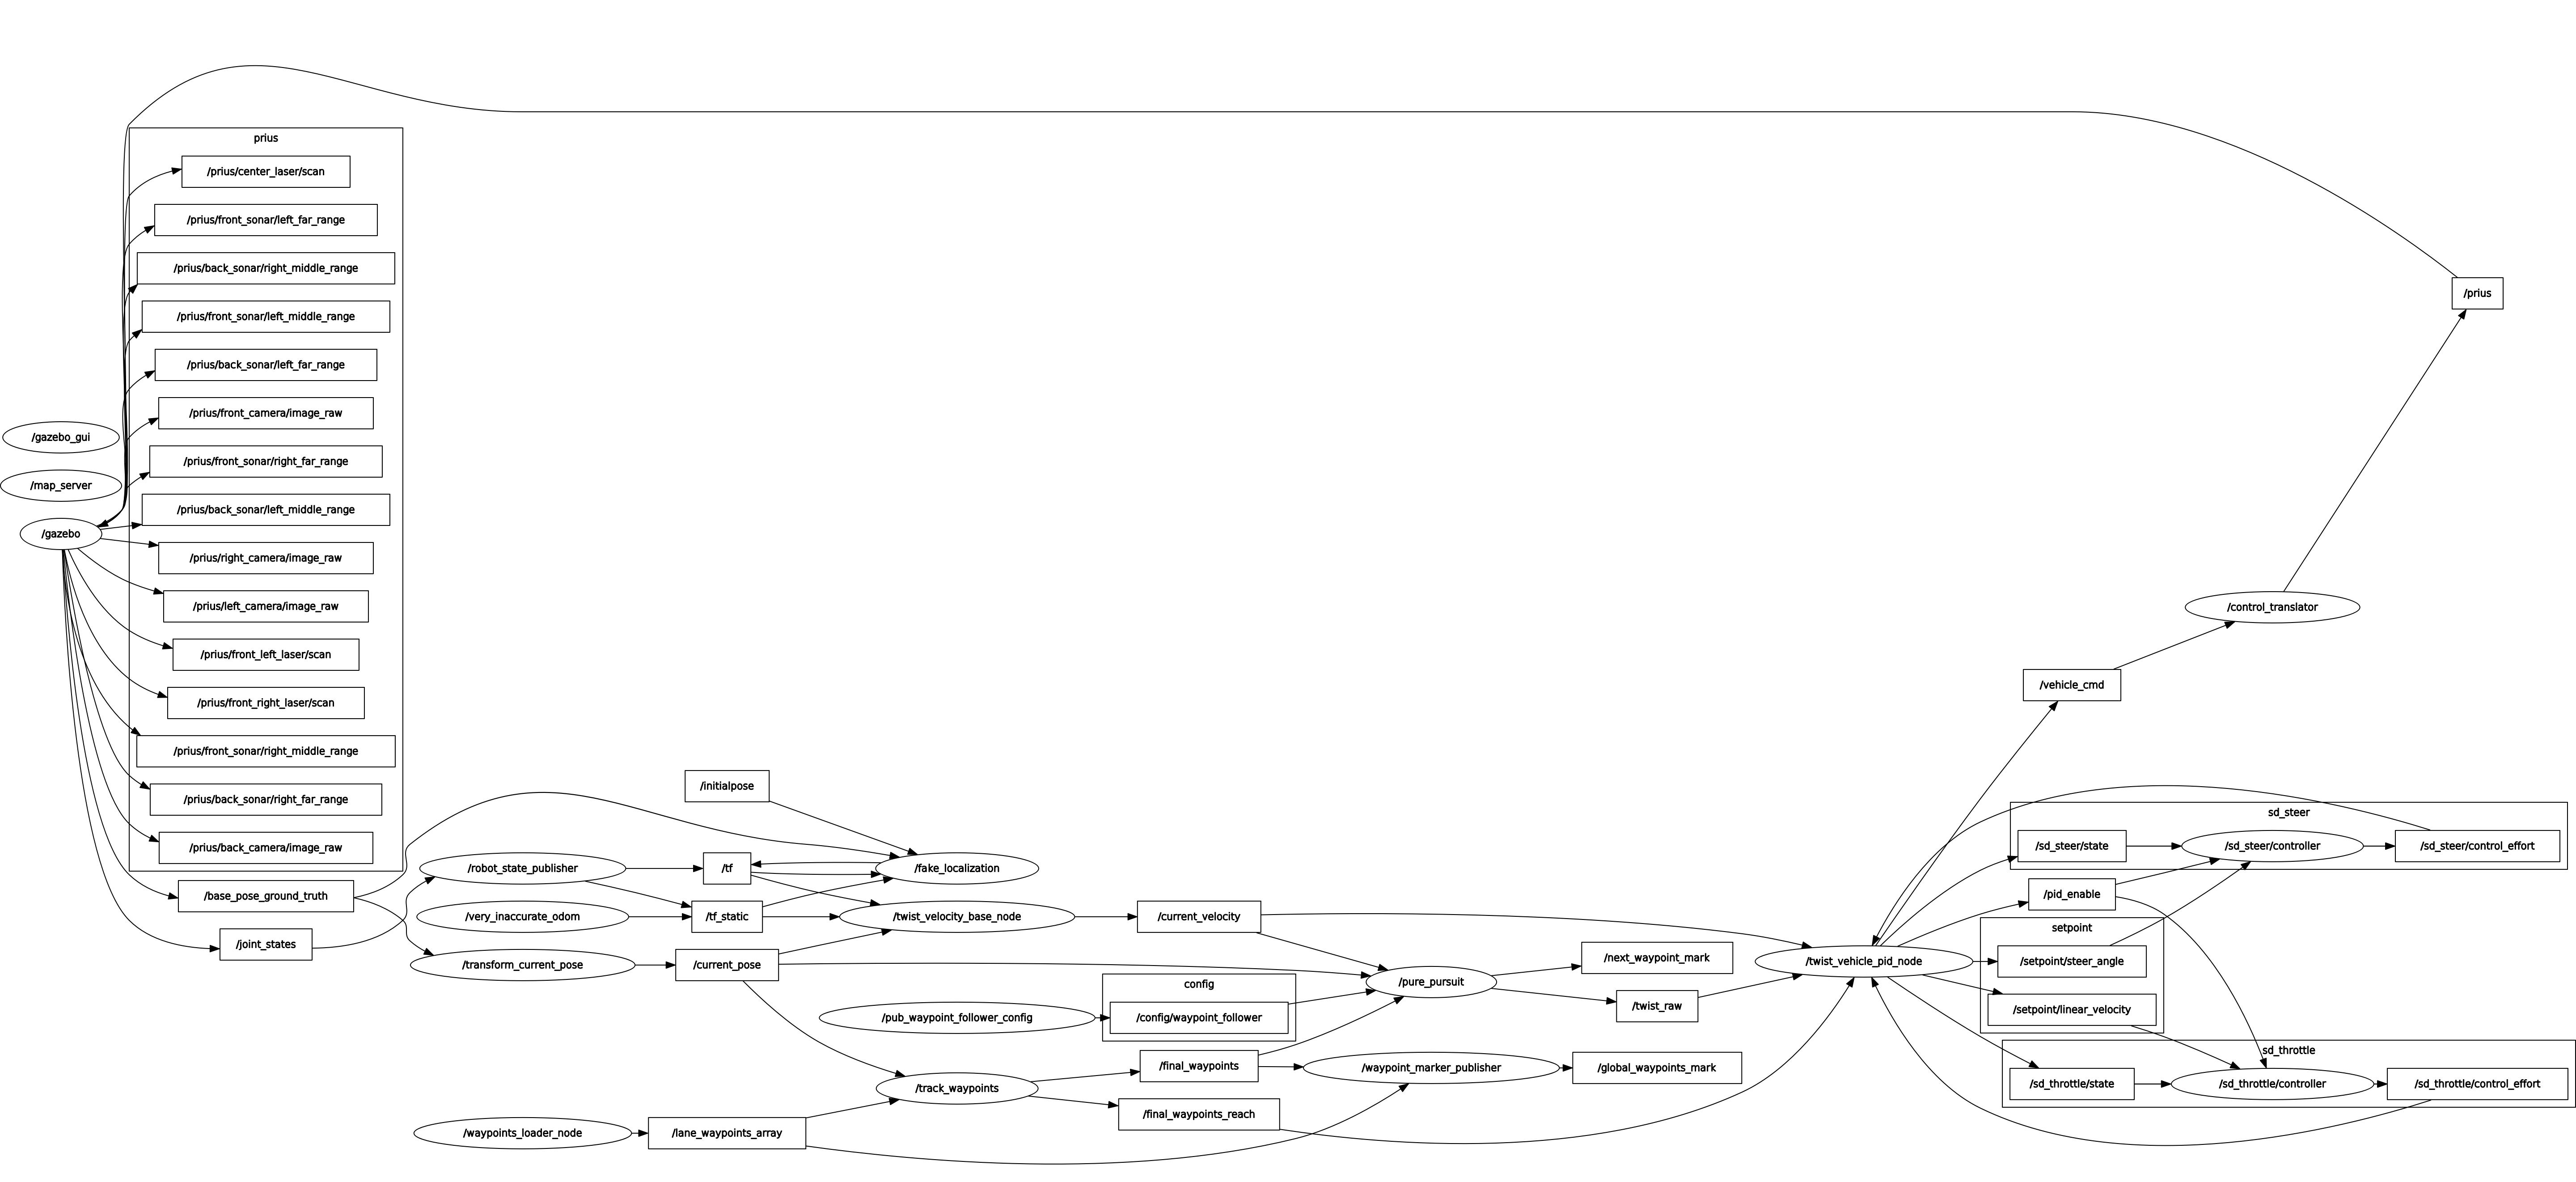 prius
/prius/center_laser/scan
/prius/front_sonar/left_far_range
/prius/back_sonar/right_middle_range
/prius/front_sonar/left_middle_range
/prius/back_sonar/left_far_range
/prius/front_camera/image_raw
/prius/front_sonar/right_far_range
/prius/back_sonar/left_middle_range
/prius/right_camera/image_raw
/prius/left_camera/image_raw
/prius/front_left_laser/scan
/prius/front_right_laser/scan
/prius/front_sonar/right_middle_range
/prius/back_sonar/right_far_range
/prius/back_camera/image_raw
/gazebo_gui
/map_server
/gazebo
/base_pose_ground_truth
/joint_states
/robot_state_publisher
/very_inaccurate_odom
/transform_current_pose
/waypoints_loader_node
/initialpose
/tf
/tf_static
/current_pose
/lane_waypoints_array
/fake_localization
/twist_velocity_base_node
/pub_waypoint_follower_config
/track_waypoints
/current_velocity
config
/config/waypoint_follower
/final_waypoints
/final_waypoints_reach
/pure_pursuit
/waypoint_marker_publisher
/next_waypoint_mark
/twist_raw
/global_waypoints_mark
/twist_vehicle_pid_node
/prius
/control_translator
/vehicle_cmd
sd_steer
/sd_steer/state
/sd_steer/controller
/sd_steer/control_effort
/pid_enable
setpoint
/setpoint/steer_angle
/setpoint/linear_velocity
sd_throttle
/sd_throttle/state
/sd_throttle/controller
/sd_throttle/control_effort